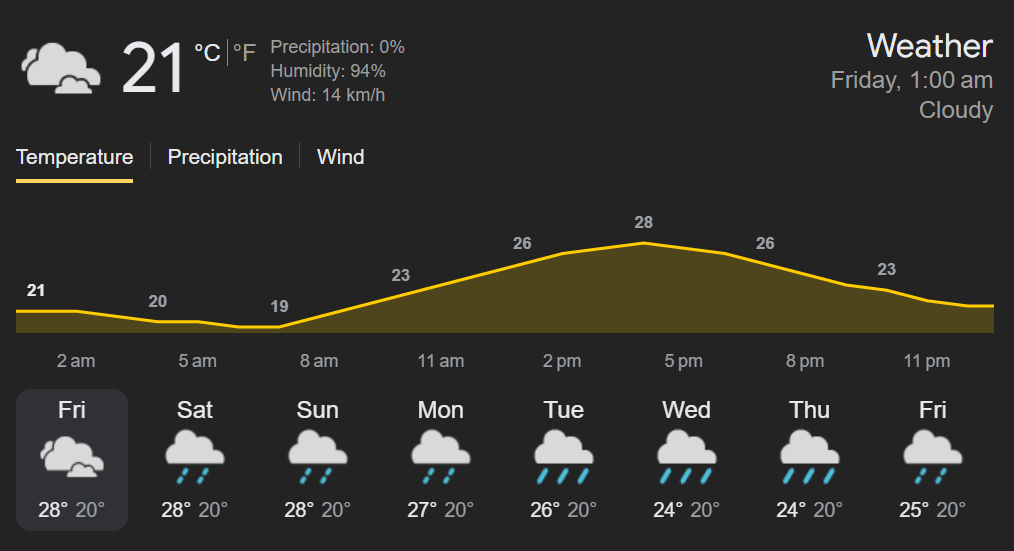 21 °C °F
Precipitation: 0%
Humidity: 94%
Wind: 14 km/h
Weather
Friday, 1:00 am
Cloudy
Temperature Precipitation Wind
21 20 19 23 26 28 26 23
2 am 5 am 8 am 11 am 2 pm 5 pm 8 pm 11 pm
Fri Sat Sun Mon Tue Wed Thu Fri
28° 20° 28° 20° 28° 20° 27° 20° 26° 20° 24° 20° 24° 20° 25° 20°